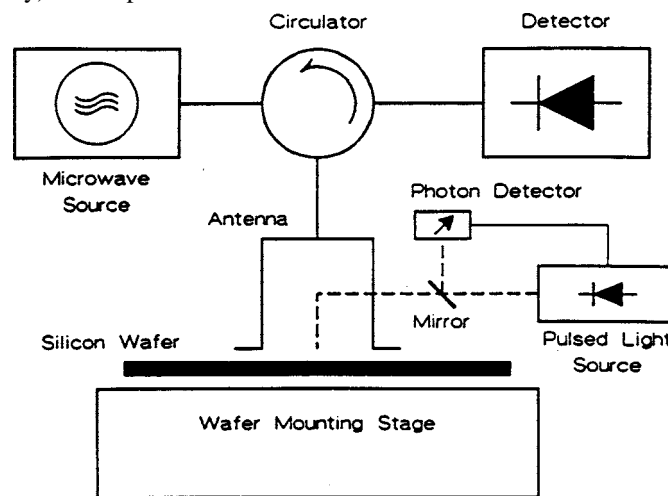 y,
Circulator
Detector
Microwave
Source
Photon Detector
Antenna
Mirror
Silicon Wafer
Pulsed Light
Source
Wafer Mounting Stage